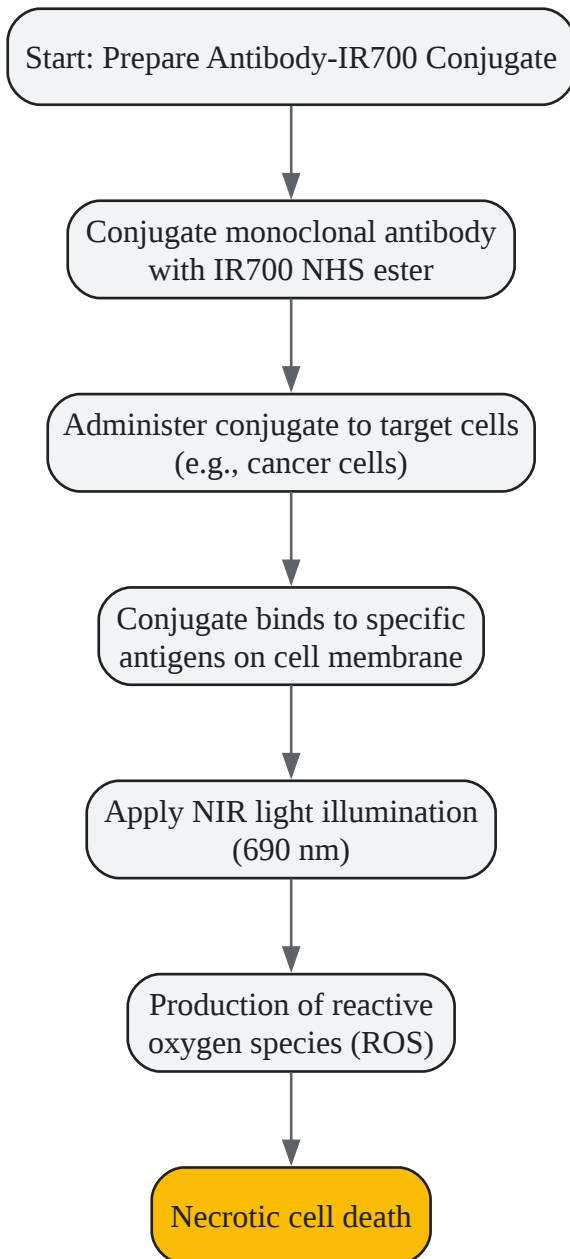 Start: Prepare Antibody-IR700 Conjugate
Conjugate monoclonal antibody
with IR700 NHS ester
Administer conjugate to target cells
(e.g., cancer cells)
Conjugate binds to specific
antigens on cell membrane
Apply NIR light illumination
(690 nm)
Production of reactive
oxygen species (ROS)
Necrotic cell death